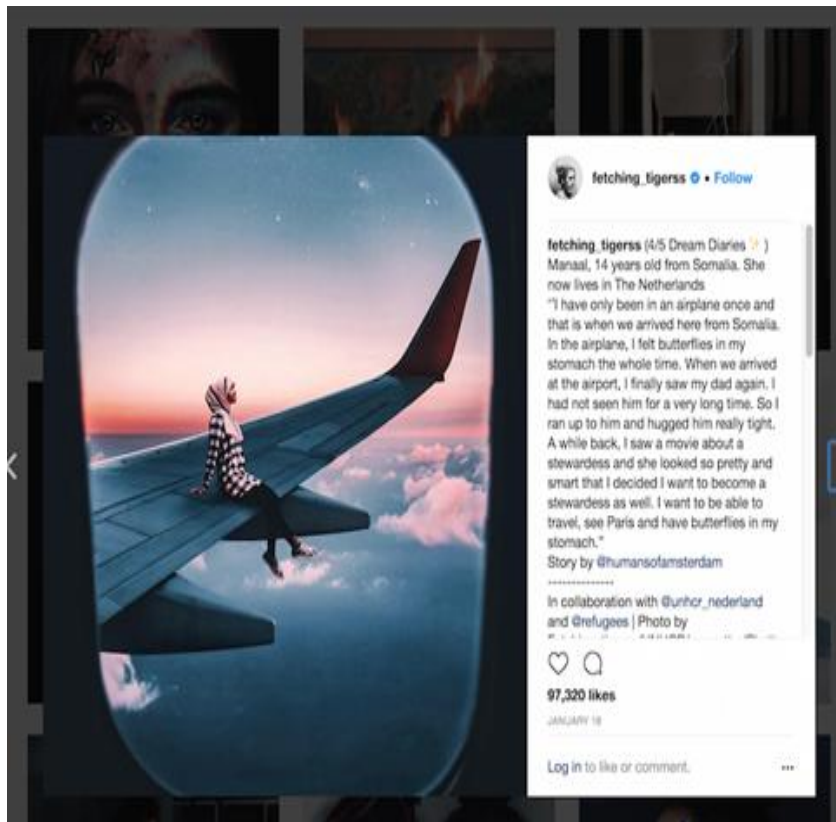 fetching_tigerss • Follow
fetching_tigerss (4/5 Dream Diaries ✨ )
Manaal, 14 years old from Somalia. She
now lives in The Netherlands
"I have only been in an airplane once and
that is when we arrived here from Somalia.
In the airplane, I felt butterflies in my
stomach the whole time. When we arrived
at the airport, I finally saw my dad again. I
had not seen him for a very long time. So I
ran up to him and hugged him really tight.
A while back, I saw a movie about a
stewardess and she looked so pretty and
smart that I decided I want to become a
stewardess as well. I want to be able to
travel, see Paris and have butterflies in my
stomach."
Story by @humansofamsterdam
--------------
In collaboration with @unhcr_nederland
and @refugees | Photo by
97,320 likes
JANUARY 18
Log in to like or comment.